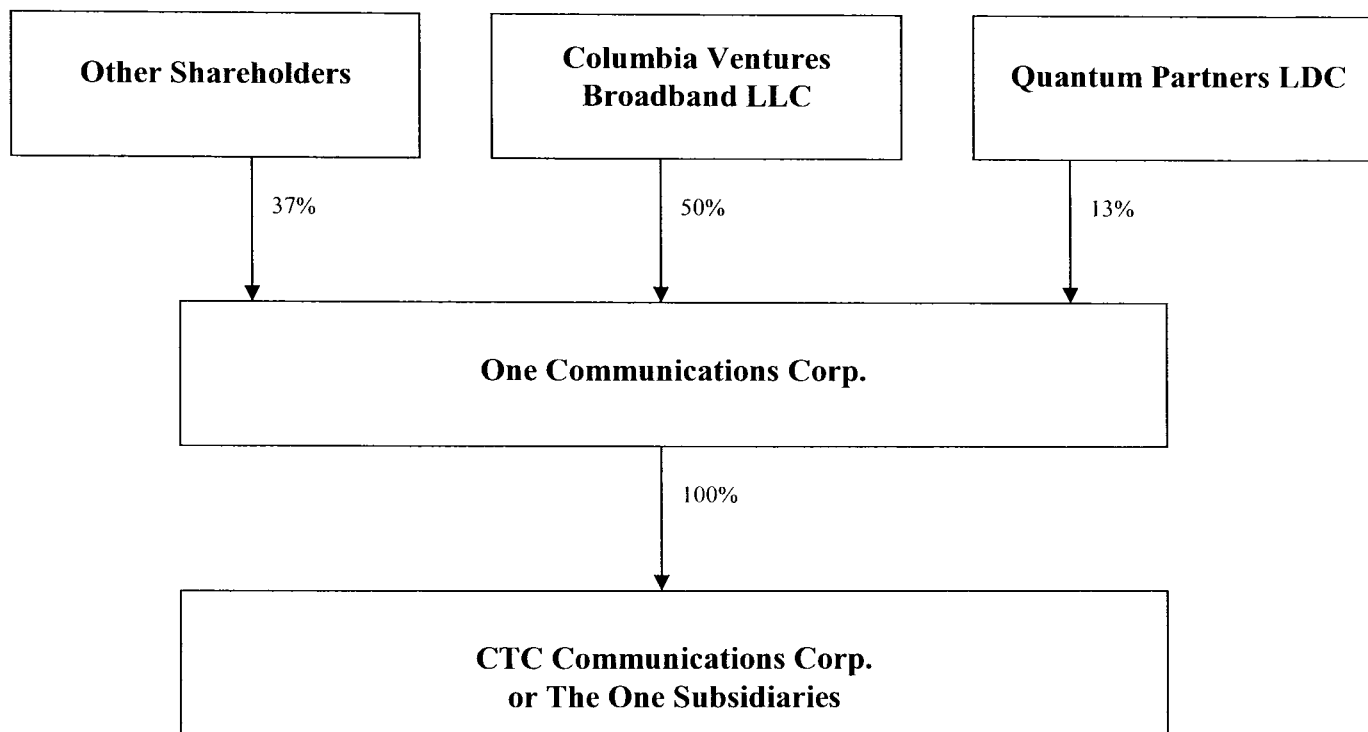 Other Shareholders
Columbia Ventures
Broadband LLC
Quantum Partners LDC
37%
50%
13%
One Communications Corp.
100%
CTC Communications Corp.
or The One Subsidiaries